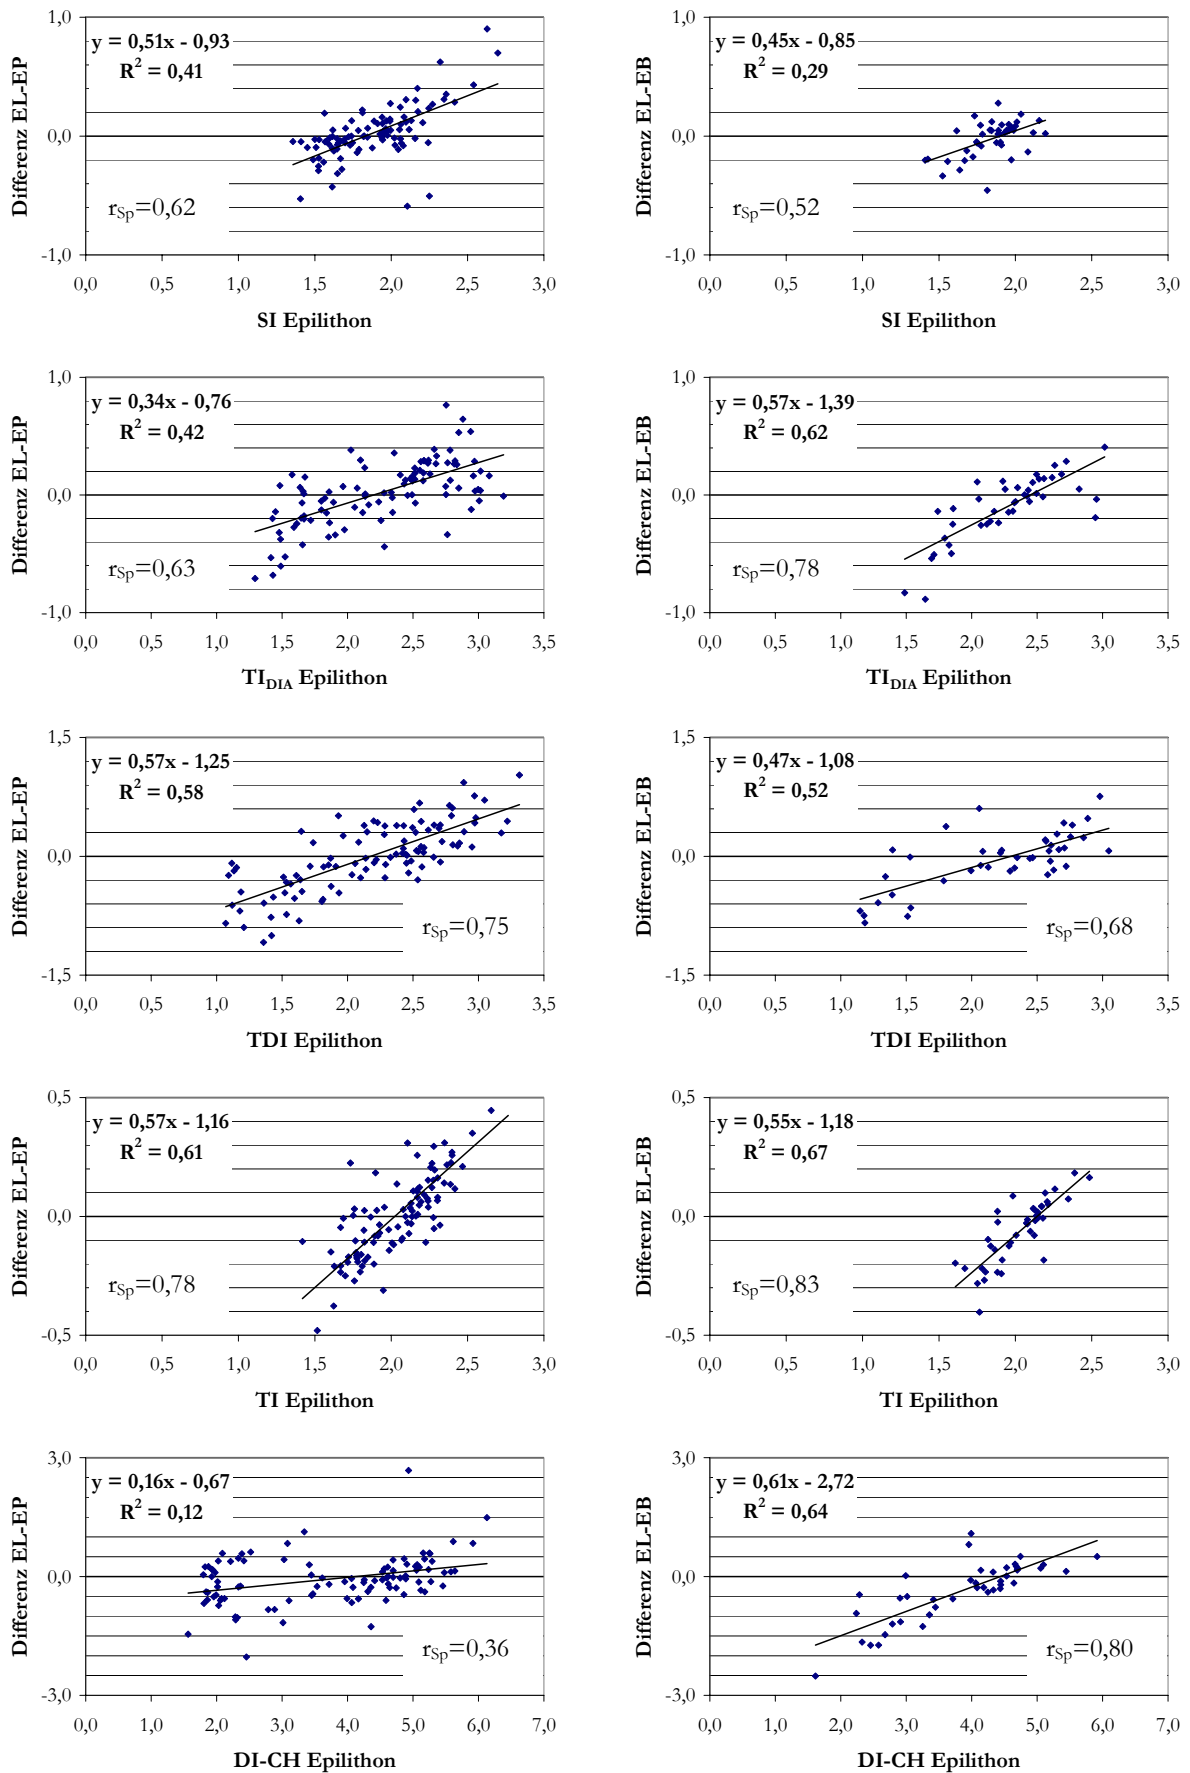 1,0
y = 0,51x - 0,93
R² = 0,41
0,0
r_Sp=0,62
-1,0
0,0 0,5 1,0 1,5 2,0 2,5 3,0
SI Epilithon
Differenz EL-EP
1,0
y = 0,45x - 0,85
R² = 0,29
0,0
r_Sp=0,52
-1,0
0,0 0,5 1,0 1,5 2,0 2,5 3,0
SI Epilithon
Differenz EL-EB
1,0
y = 0,34x - 0,76
R² = 0,42
0,0
r_Sp=0,63
-1,0
0,0 0,5 1,0 1,5 2,0 2,5 3,0 3,5
TI_DIA Epilithon
Differenz EL-EP
1,0
y = 0,57x - 1,39
R² = 0,62
0,0
r_Sp=0,78
-1,0
0,0 0,5 1,0 1,5 2,0 2,5 3,0 3,5
TI_DIA Epilithon
Differenz EL-EB
1,5
y = 0,57x - 1,25
R² = 0,58
0,0
r_Sp=0,75
-1,5
0,0 0,5 1,0 1,5 2,0 2,5 3,0 3,5
TDI Epilithon
Differenz EL-EP
1,5
y = 0,47x - 1,08
R² = 0,52
0,0
r_Sp=0,68
-1,5
0,0 0,5 1,0 1,5 2,0 2,5 3,0 3,5
TDI Epilithon
Differenz EL-EB
0,5
y = 0,57x - 1,16
R² = 0,61
0,0
r_Sp=0,78
-0,5
0,0 0,5 1,0 1,5 2,0 2,5 3,0
TI Epilithon
Differenz EL-EP
0,5
y = 0,55x - 1,18
R² = 0,67
0,0
r_Sp=0,83
-0,5
0,0 0,5 1,0 1,5 2,0 2,5 3,0
TI Epilithon
Differenz EL-EB
3,0
y = 0,16x - 0,67
R² = 0,12
0,0
r_Sp=0,36
-3,0
0,0 1,0 2,0 3,0 4,0 5,0 6,0 7,0
DI-CH Epilithon
Differenz EL-EP
3,0
y = 0,61x - 2,72
R² = 0,64
0,0
r_Sp=0,80
-3,0
0,0 1,0 2,0 3,0 4,0 5,0 6,0 7,0
DI-CH Epilithon
Differenz EL-EB